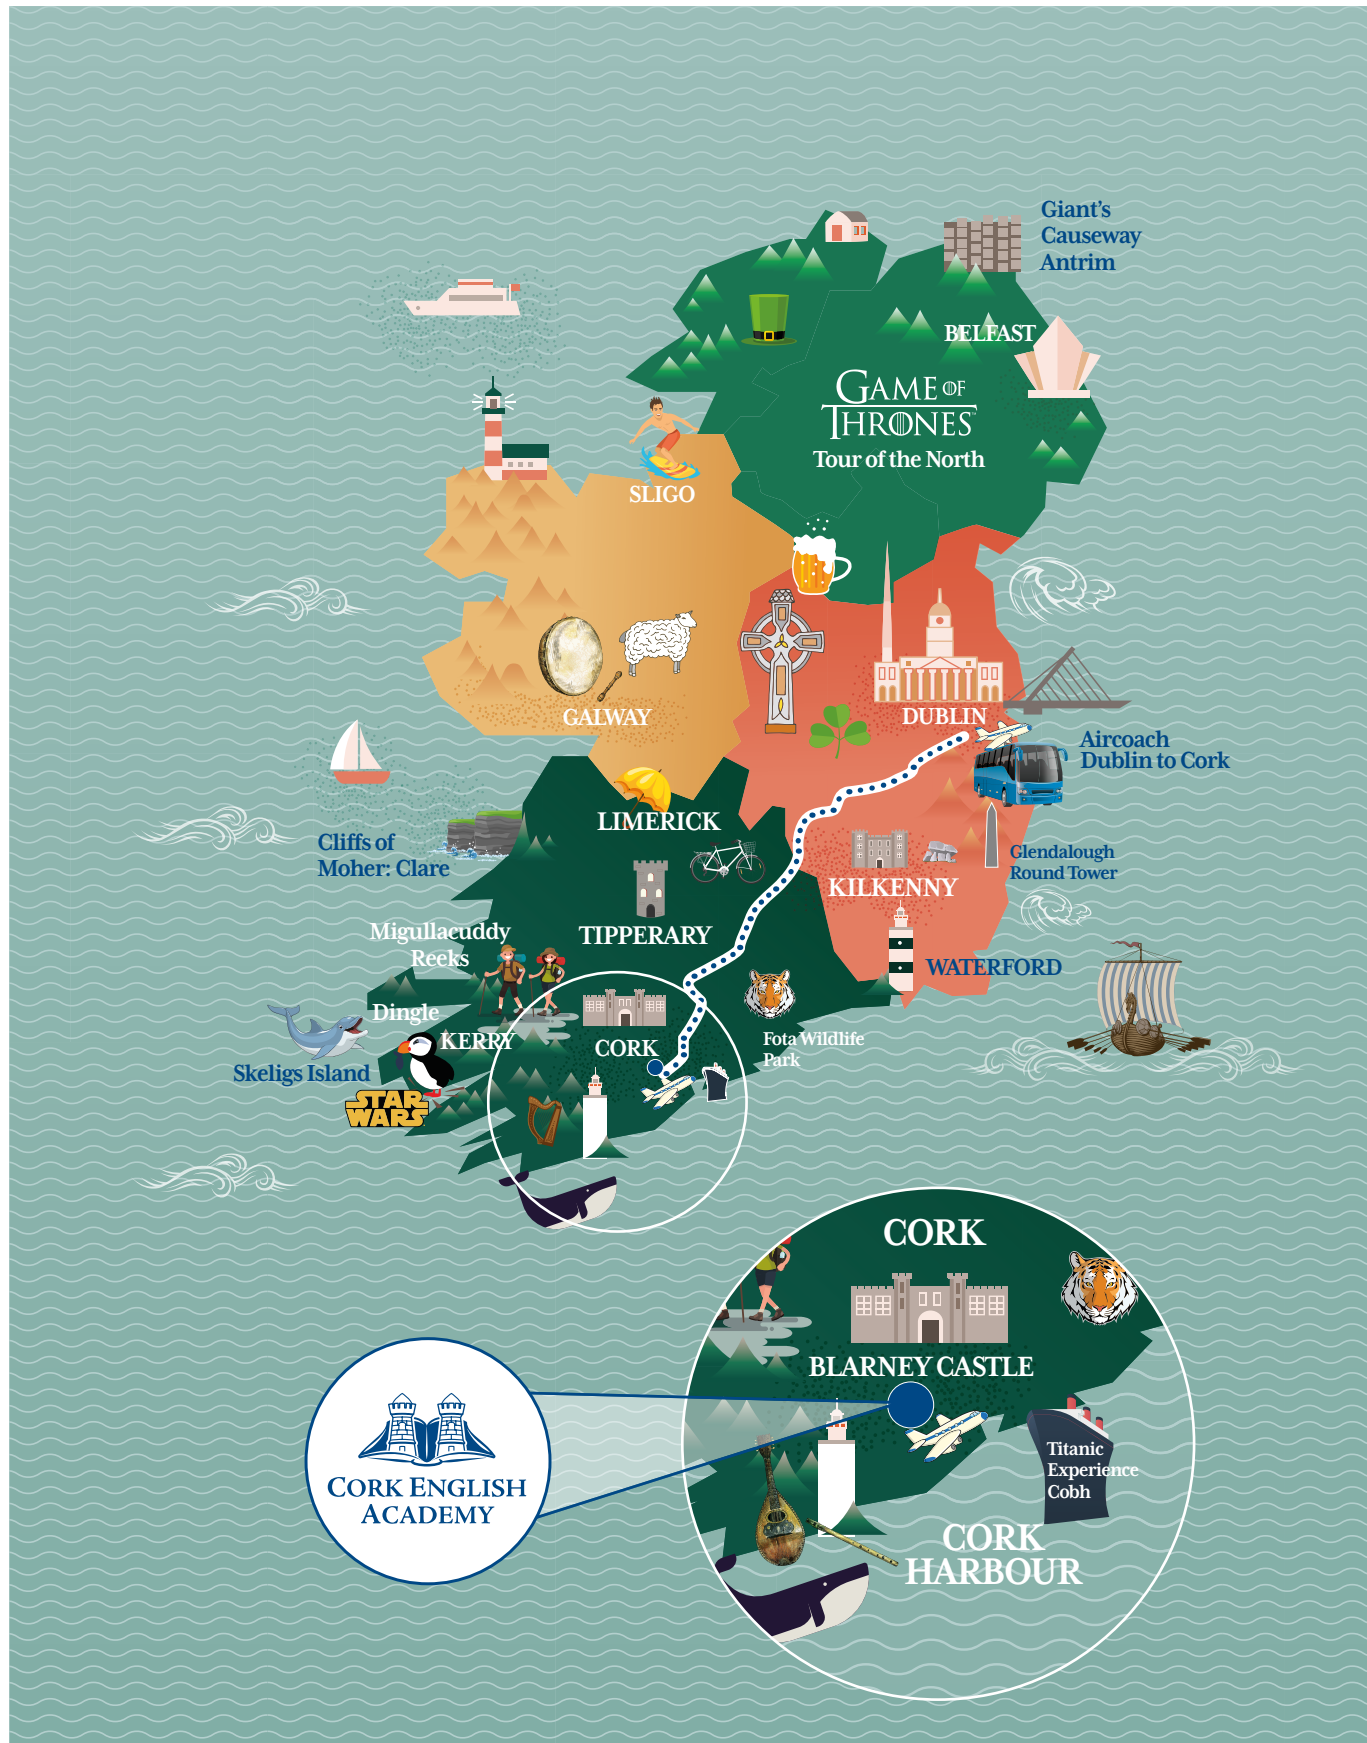 Giant's
Causeway
Antrim
BELFAST
GAME OF
THRONES™
Tour of the North
SLIGO
GALWAY
DUBLIN
Aircoach
Dublin to Cork
LIMERICK
Cliffs of
Moher: Clare
Glendalough
Round Tower
KILKENNY
TIPPERARY
Migullacuddy
Reeks
WATERFORD
Dingle
KERRY
CORK
Fota Wildlife
Park
Skeligs Island
STAR
WARS
CORK
BLARNEY CASTLE
Titanic
Experience
Cobh
CORK ENGLISH
ACADEMY
CORK
HARBOUR